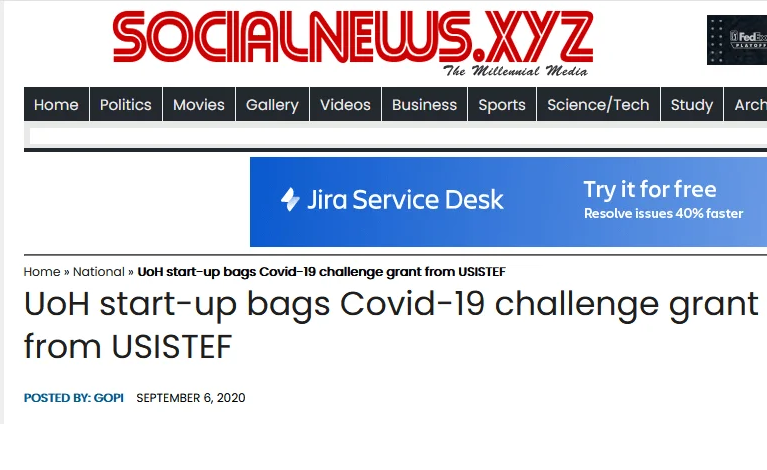 SOCIALNEWS.XYZ
The Millennial Media
FedEx
PLAYOFF
Home Politics Movies Gallery Videos Business Sports Science/Tech Study Arch
Jira Service Desk
Try it for free
Resolve issues 40% faster
Home » National » UoH start-up bags Covid-19 challenge grant from USISTEF
UoH start-up bags Covid-19 challenge grant
from USISTEF
POSTED BY: GOPI SEPTEMBER 6, 2020